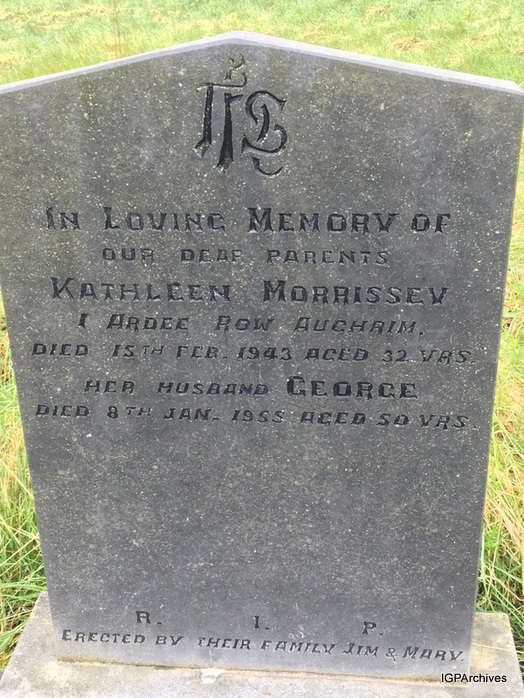 IHS
IN LOVING MEMORY OF
OUR DEAR PARENTS
KATHLEEN MORRISSEY
1 ARDEE ROW AUGHRIM.
DIED 15TH FEB. 1943 AGED 32 YRS.
HER HUSBAND GEORGE
DIED 8TH JAN. 1955 AGED 50 YRS.
R. I. P.
ERECTED BY THEIR FAMILY JIM & MARY.
IGPArchives